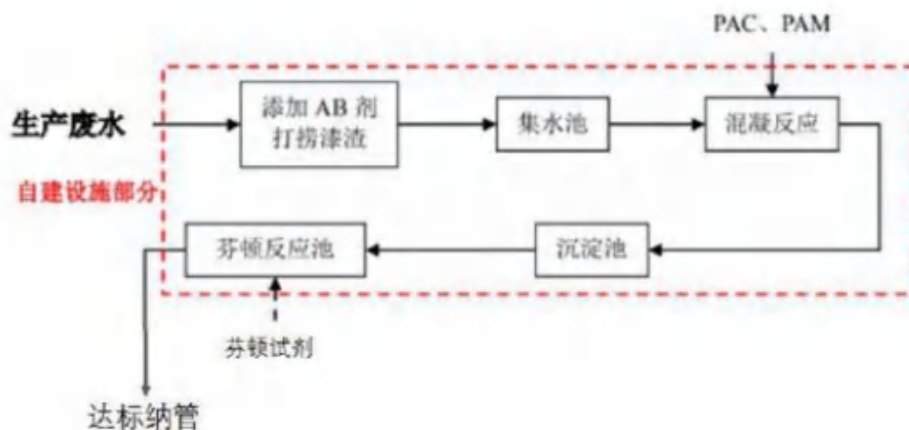 PAC、PAM
生产废水
添加 AB 剂
打捞漆渣
集水池
混凝反应
自建设施部分
芬顿反应池
沉淀池
芬顿试剂
达标纳管